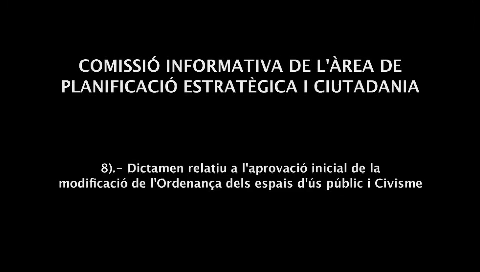 COMISSIÓ INFORMATIVA DE L'ÀREA DE
PLANIFICACIÓ ESTRATÈGICA I CIUTADANIA
8).- Dictamen relatiu a l'aprovació inicial de la
modificació de l'Ordenança dels espais d'ús públic i Civisme